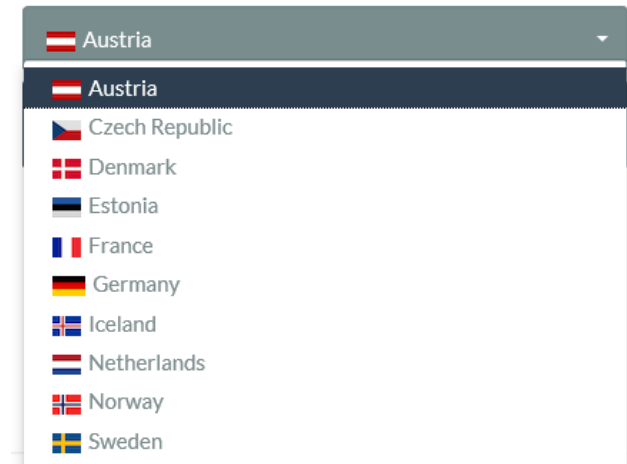 Austria
Austria
Czech Republic
Denmark
Estonia
France
Germany
Iceland
Netherlands
Norway
Sweden